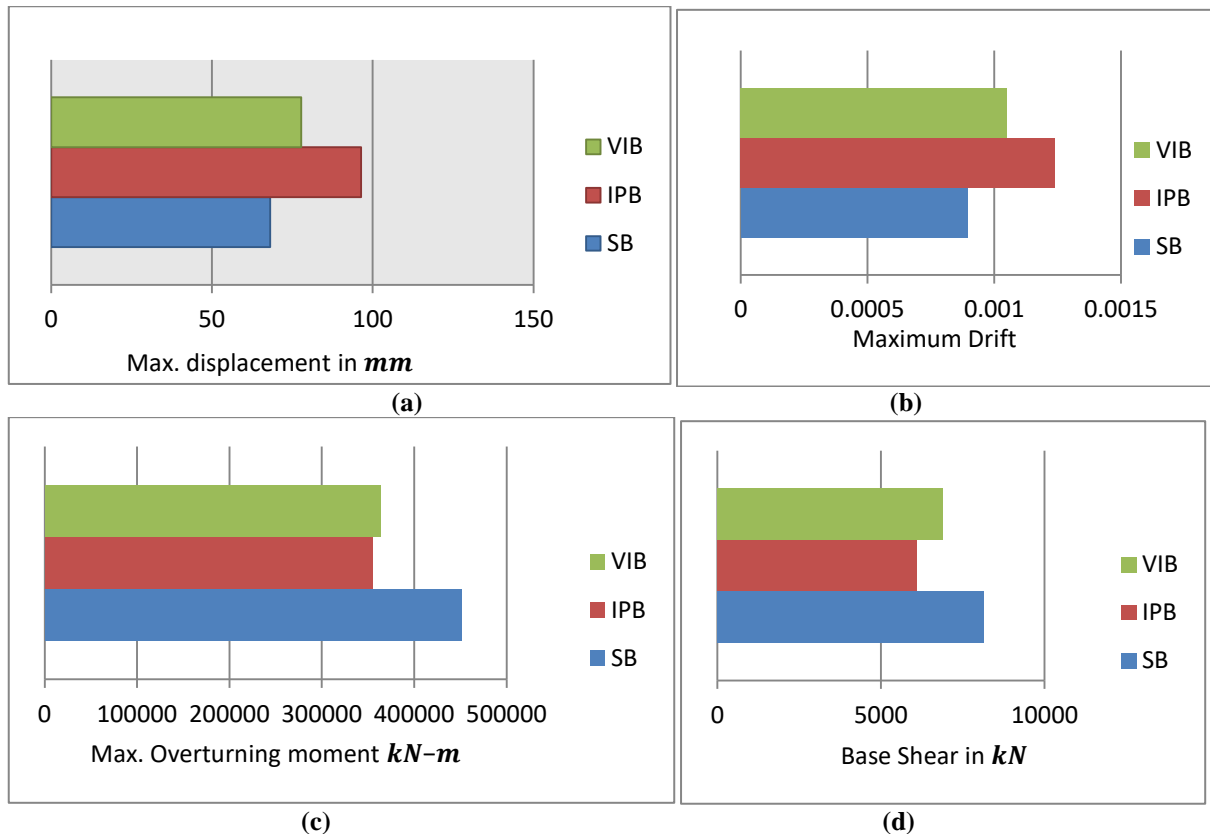 VIB
IPB
SB
0 50 100 150
Max. displacement in mm
(a)
VIB
IPB
SB
0 0.0005 0.001 0.0015
Maximum Drift
(b)
VIB
IPB
SB
0 100000 200000 300000 400000 500000
Max. Overturning moment kN−m
(c)
VIB
IPB
SB
0 5000 10000
Base Shear in kN
(d)